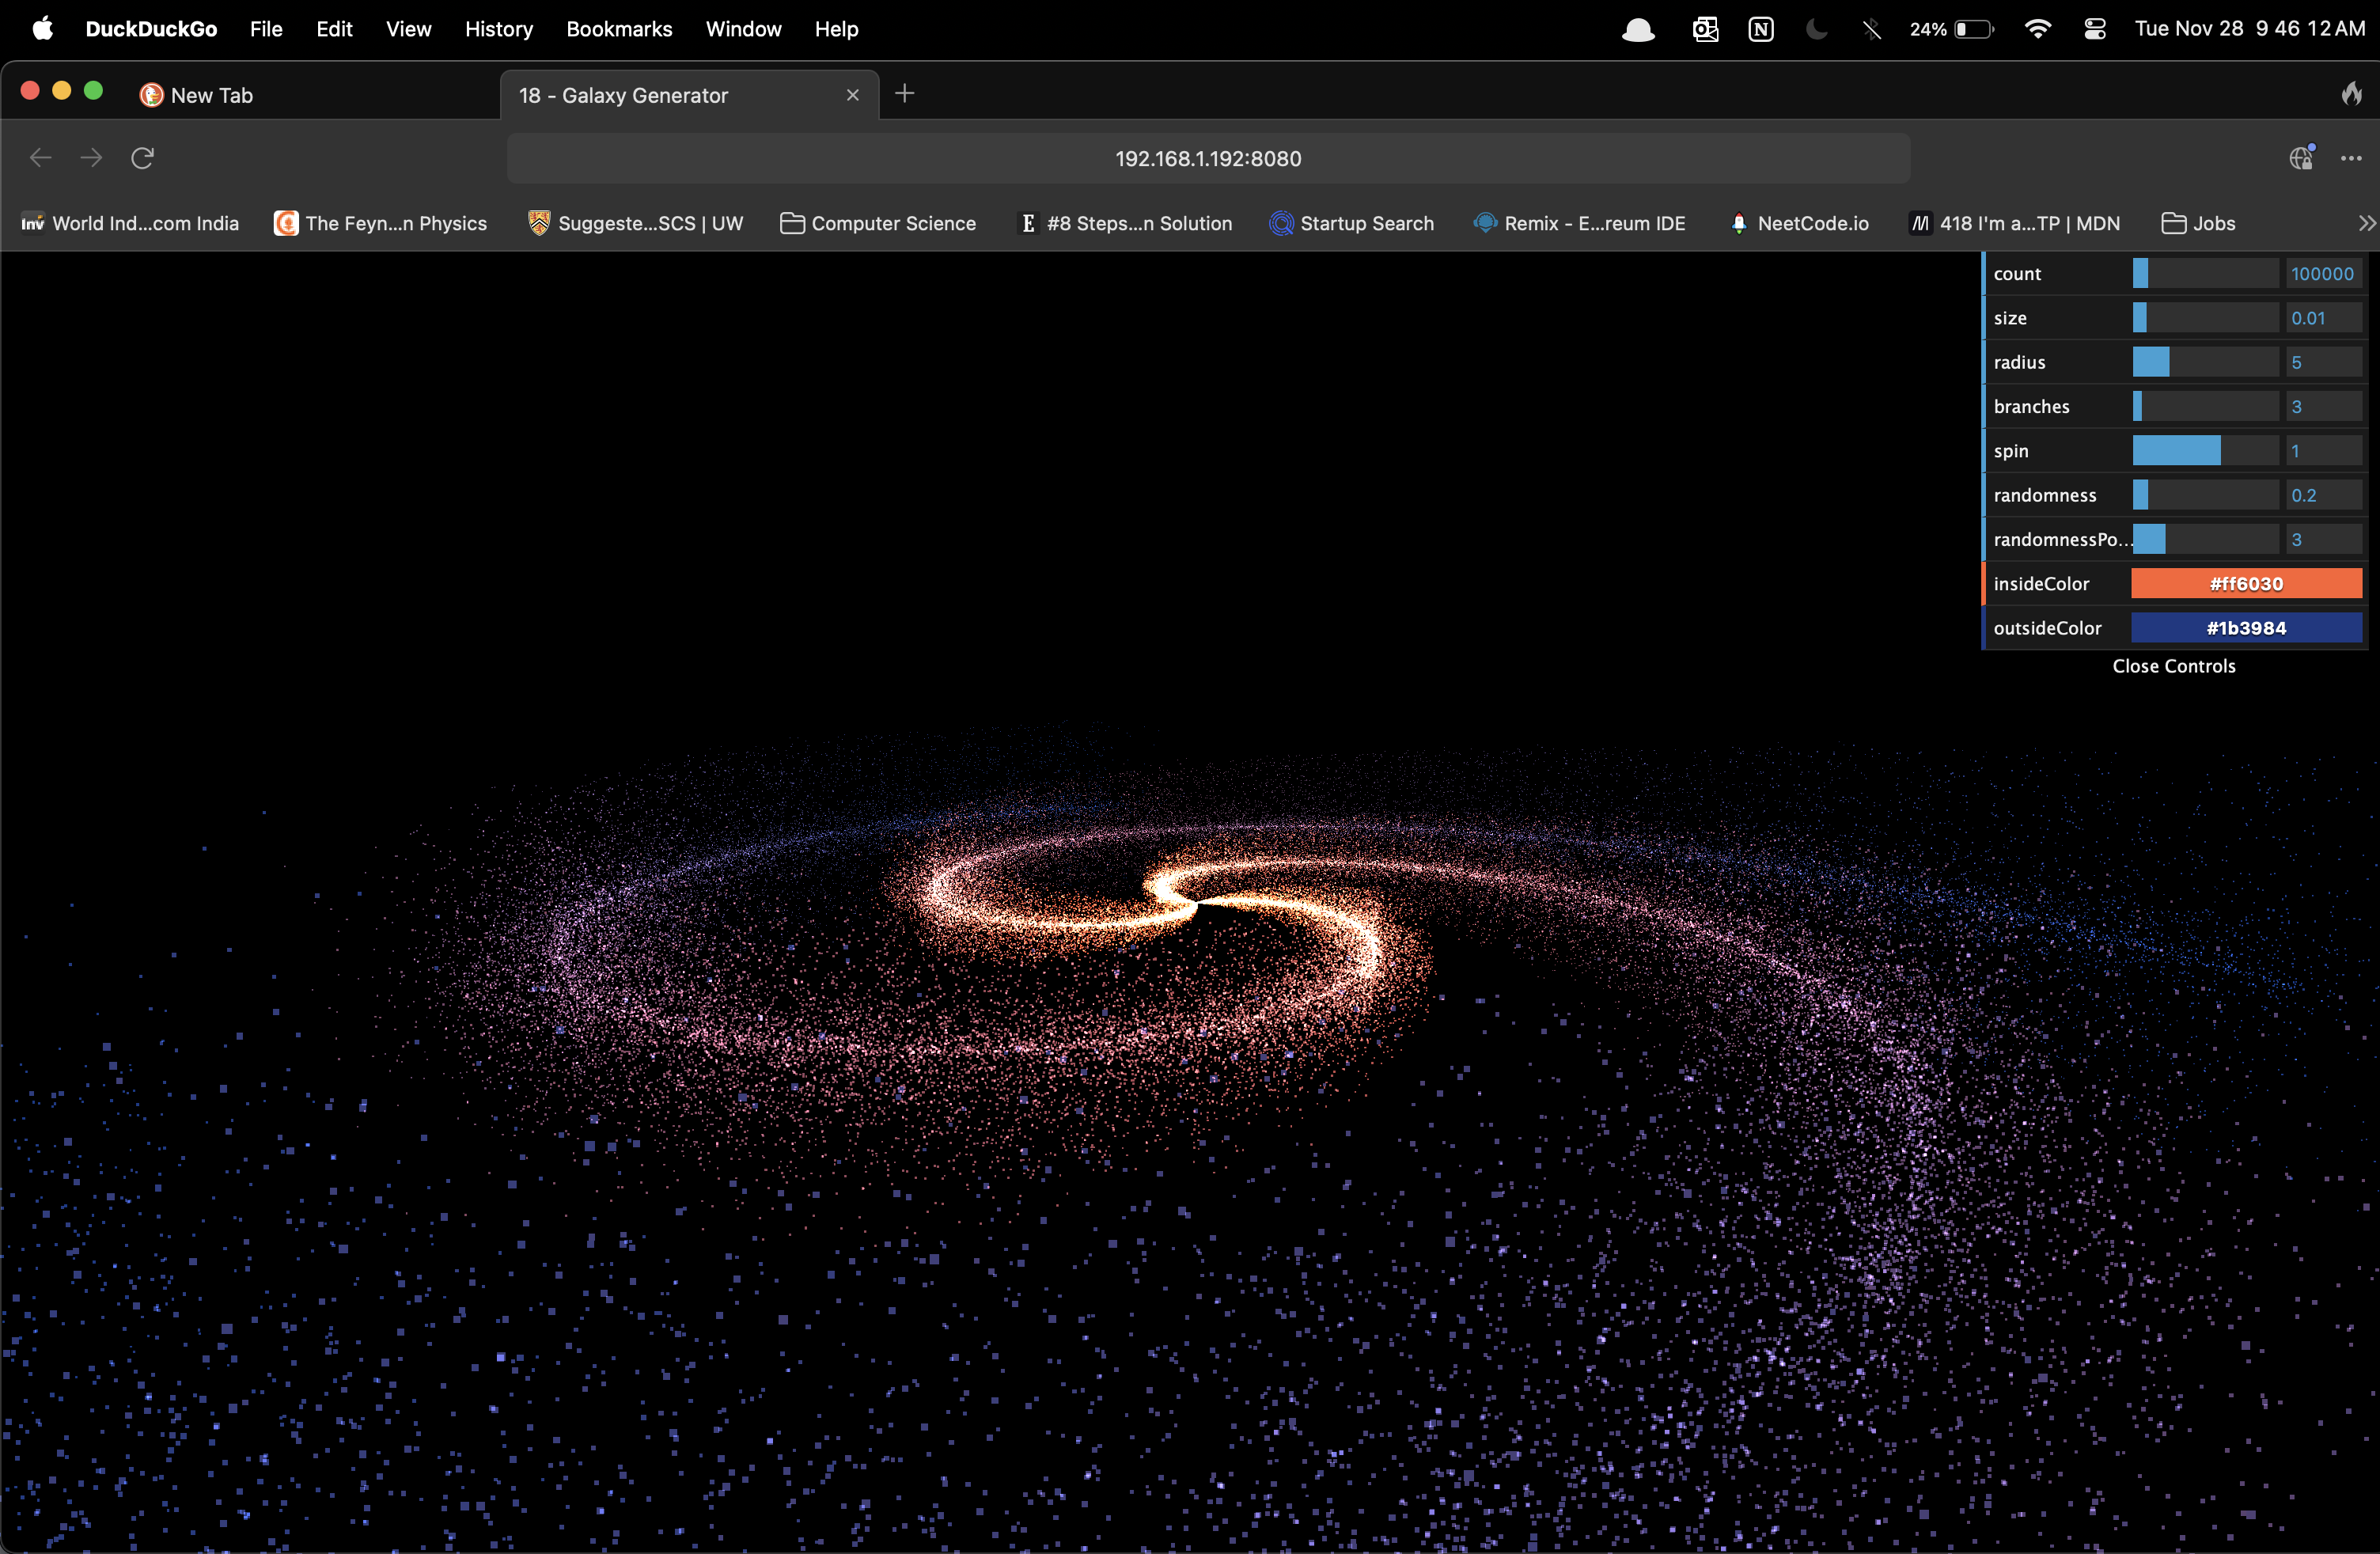 DuckDuckGo File Edit View History Bookmarks Window Help N 24% Tue Nov 28 9 46 12 AM
New Tab 18 - Galaxy Generator
192.168.1.192:8080
Inv World Ind...com India The Feyn...n Physics Suggeste...SCS | UW Computer Science E #8 Steps...n Solution Startup Search Remix - E...reum IDE NeetCode.io M 418 I'm a...TP | MDN Jobs
count 100000
size 0.01
radius 5
branches 3
spin 1
randomness 0.2
randomnessPo... 3
insideColor #ff6030
outsideColor #1b3984
Close Controls